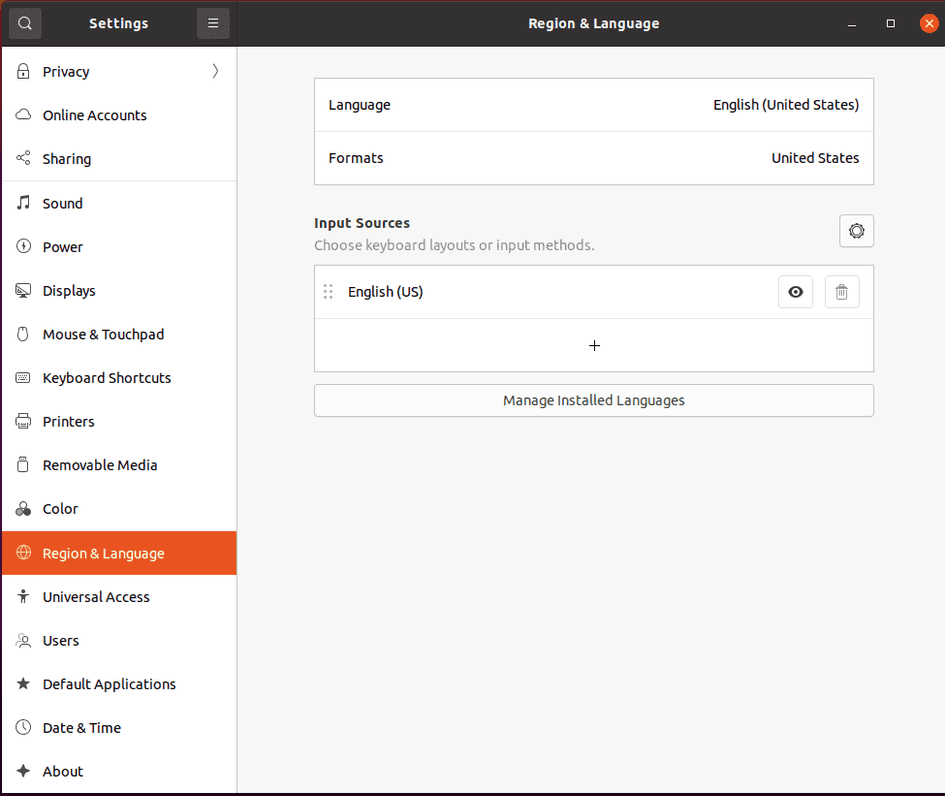 Settings
Region & Language
Privacy
Online Accounts
Sharing
Sound
Power
Displays
Mouse & Touchpad
Keyboard Shortcuts
Printers
Removable Media
Color
Region & Language
Universal Access
Users
Default Applications
Date & Time
About
Language English (United States)
Formats United States
Input Sources
Choose keyboard layouts or input methods.
English (US)
Manage Installed Languages